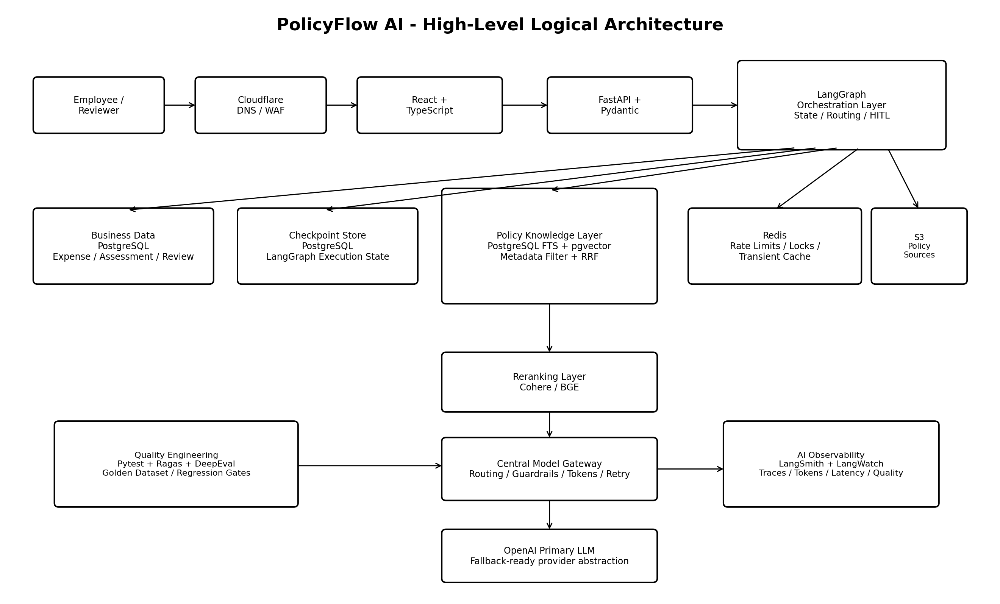 PolicyFlow AI - High-Level Logical Architecture
Employee /
Reviewer
Cloudflare
DNS / WAF
React +
TypeScript
FastAPI +
Pydantic
LangGraph
Orchestration Layer
State / Routing / HITL
Business Data
PostgreSQL
Expense / Assessment / Review
Checkpoint Store
PostgreSQL
LangGraph Execution State
Policy Knowledge Layer
PostgreSQL FTS + pgvector
Metadata Filter + RRF
Redis
Rate Limits / Locks /
Transient Cache
S3
Policy
Sources
Reranking Layer
Cohere / BGE
Quality Engineering
Pytest + Ragas + DeepEval
Golden Dataset / Regression Gates
Central Model Gateway
Routing / Guardrails / Tokens / Retry
AI Observability
LangSmith + LangWatch
Traces / Tokens / Latency / Quality
OpenAI Primary LLM
Fallback-ready provider abstraction